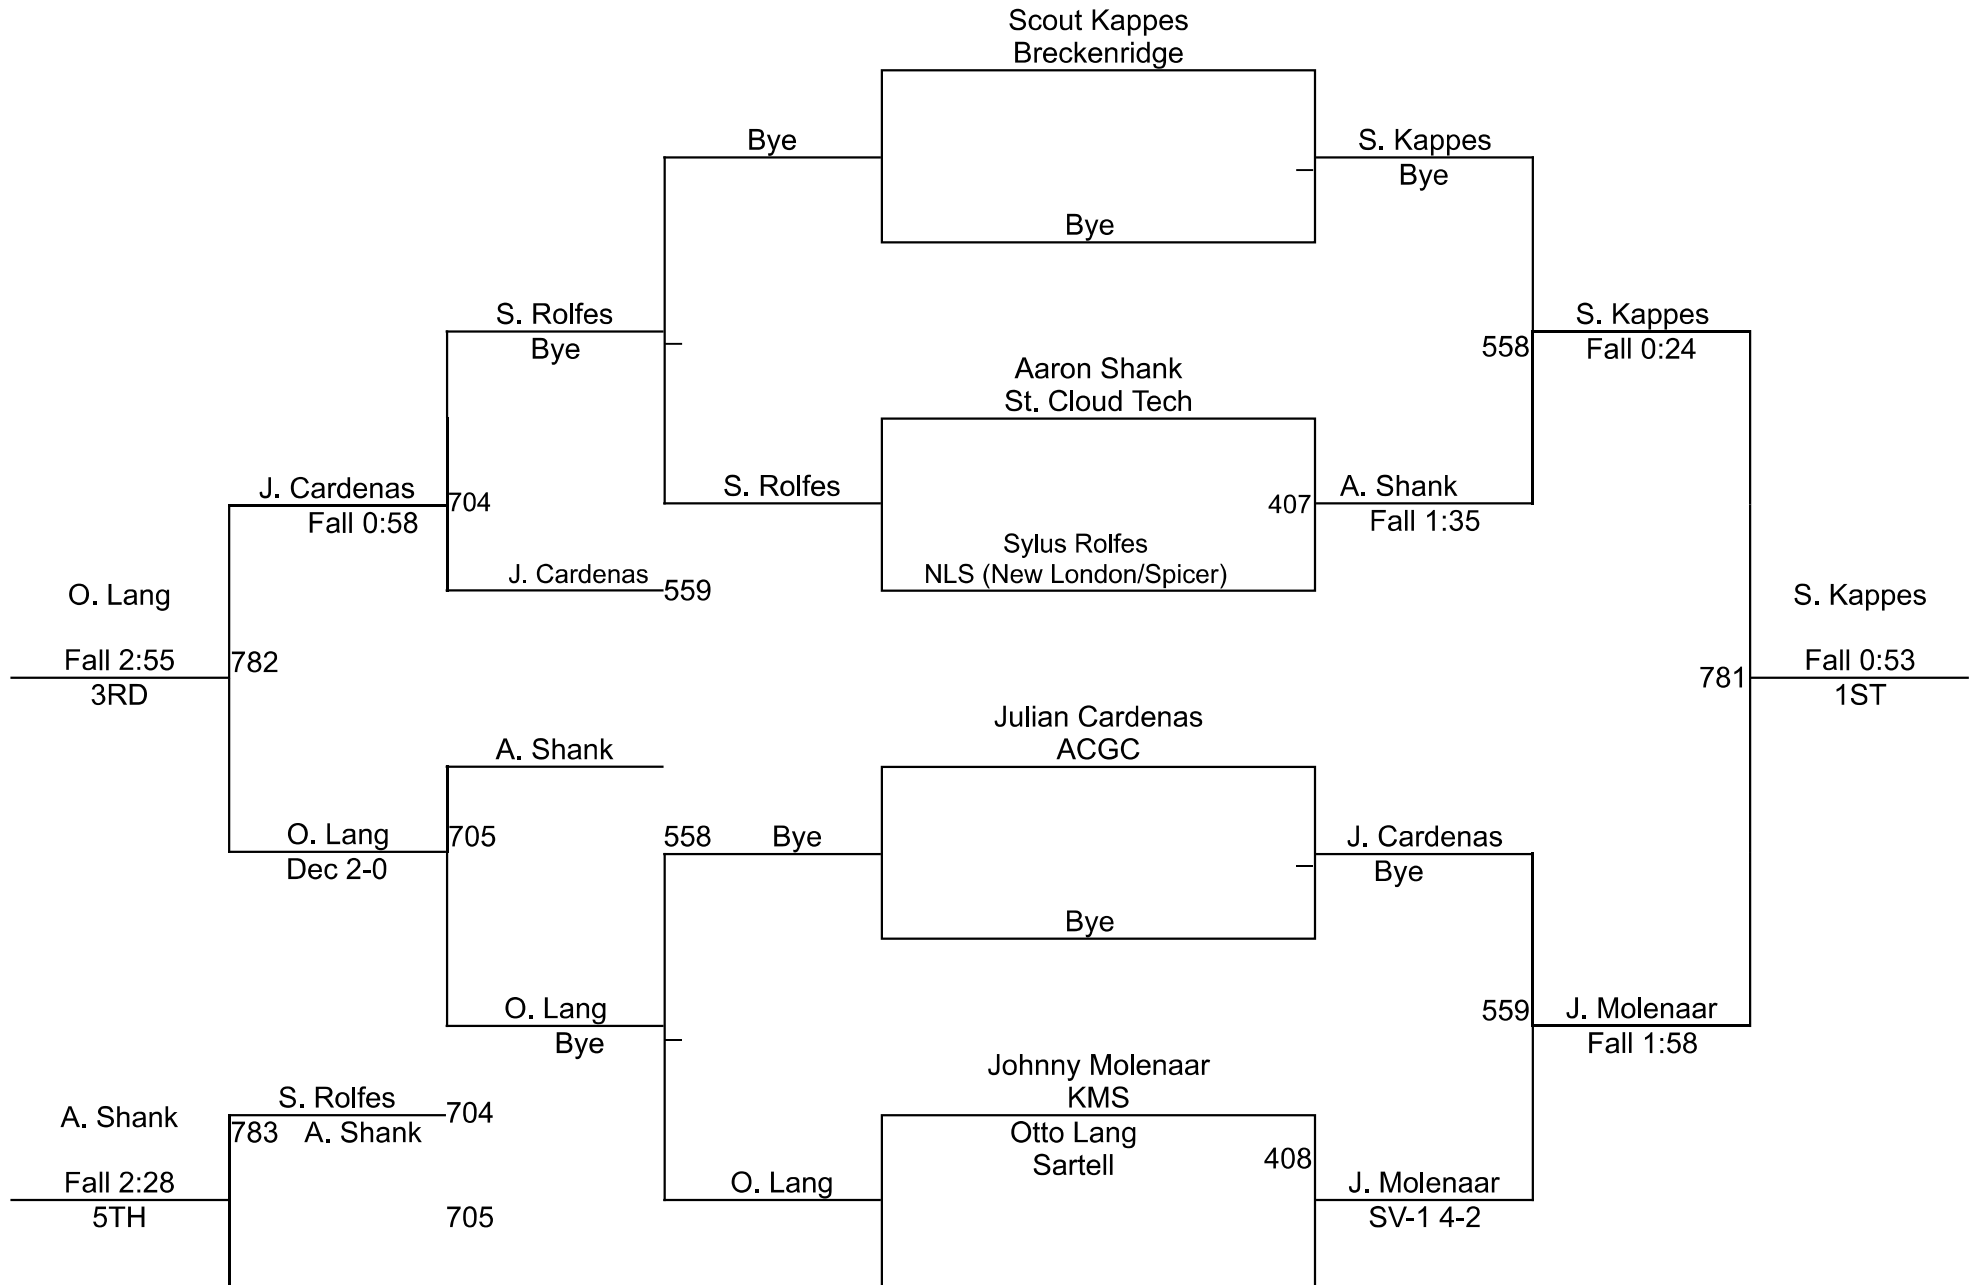 Scout Kappes
Breckenridge
Bye
S. Kappes
Bye
Bye
S. Rolfes
Bye
S. Kappes
558
Fall 0:24
Aaron Shank
St. Cloud Tech
J. Cardenas
704
Fall 0:58
S. Rolfes
407
A. Shank
Fall 1:35
Sylus Rolfes
NLS (New London/Spicer)
J. Cardenas
559
O. Lang
S. Kappes
Fall 2:55
782
3RD
781
Fall 0:53
1ST
Julian Cardenas
ACGC
A. Shank
O. Lang
705
Dec 2-0
558
Bye
J. Cardenas
Bye
Bye
O. Lang
Bye
559
J. Molenaar
Fall 1:58
Johnny Molenaar
KMS
S. Rolfes
704
A. Shank
783
A. Shank
Otto Lang
Sartell
408
Fall 2:28
5TH
705
O. Lang
J. Molenaar
SV-1 4-2